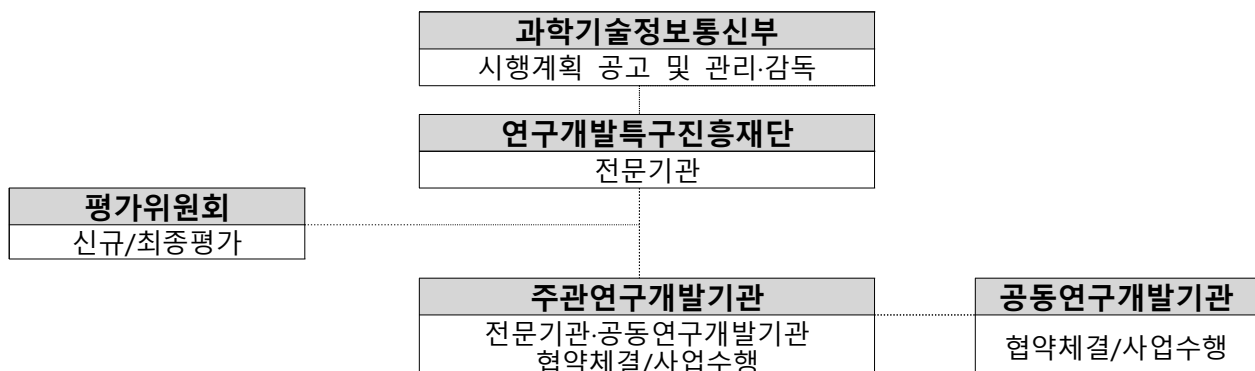 과학기술정보통신부
시행계획 공고 및 관리·감독
연구개발특구진흥재단
전문기관
평가위원회
신규/최종평가
주관연구개발기관
전문기관·공동연구개발기관
협약체결/사업수행
공동연구개발기관
협약체결/사업수행